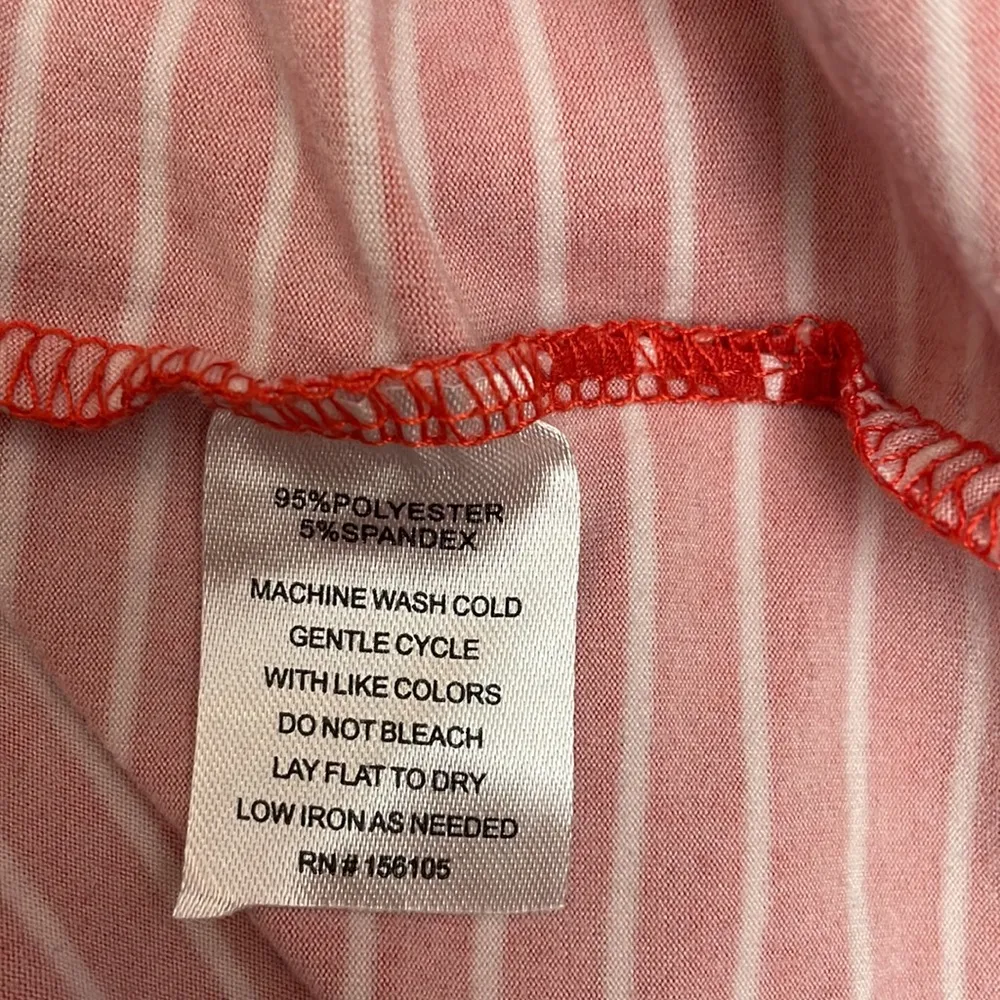 95%POLYESTER
5%SPANDEX
MACHINE WASH COLD
GENTLE CYCLE
WITH LIKE COLORS
DO NOT BLEACH
LAY FLAT TO DRY
LOW IRON AS NEEDED
RN # 156105